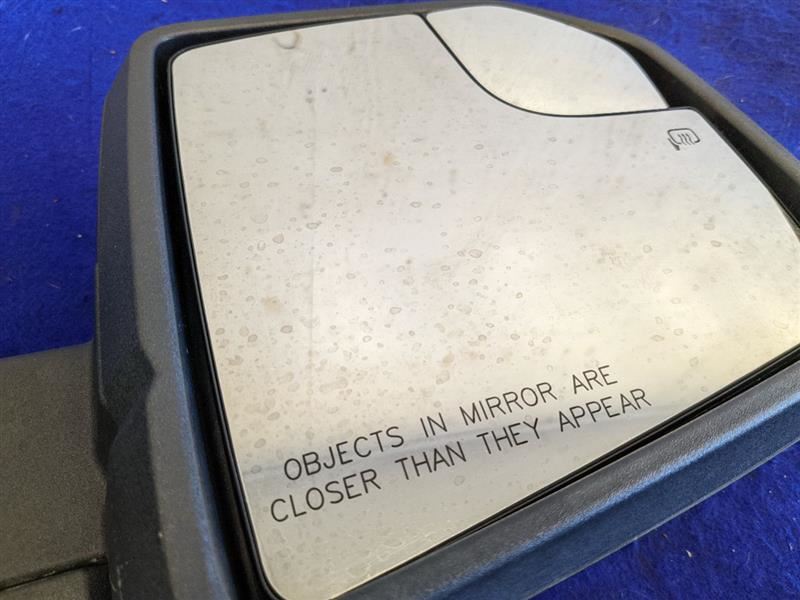 OBJECTS IN MIRROR ARE
CLOSER THAN THEY APPEAR